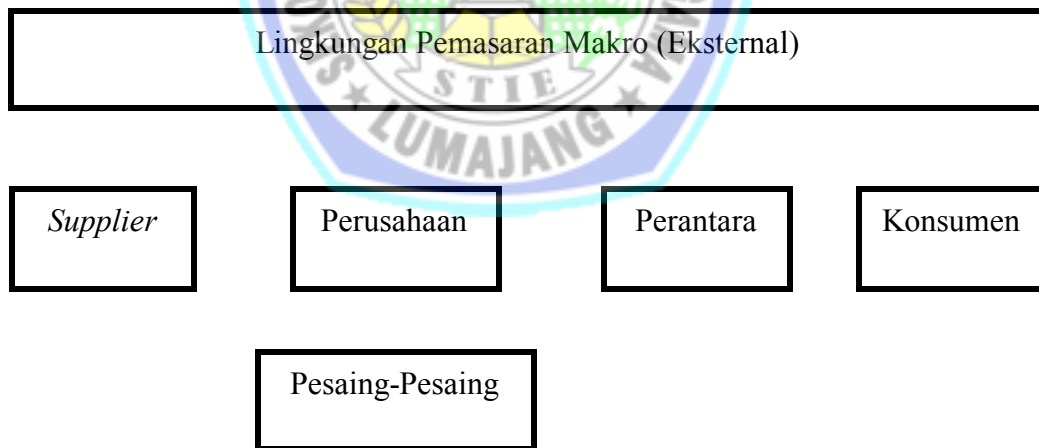 Lingkungan Pemasaran Makro (Eksternal)
STIE
LUMAJANG
Supplier
Perusahaan
Perantara
Konsumen
Pesaing-Pesaing